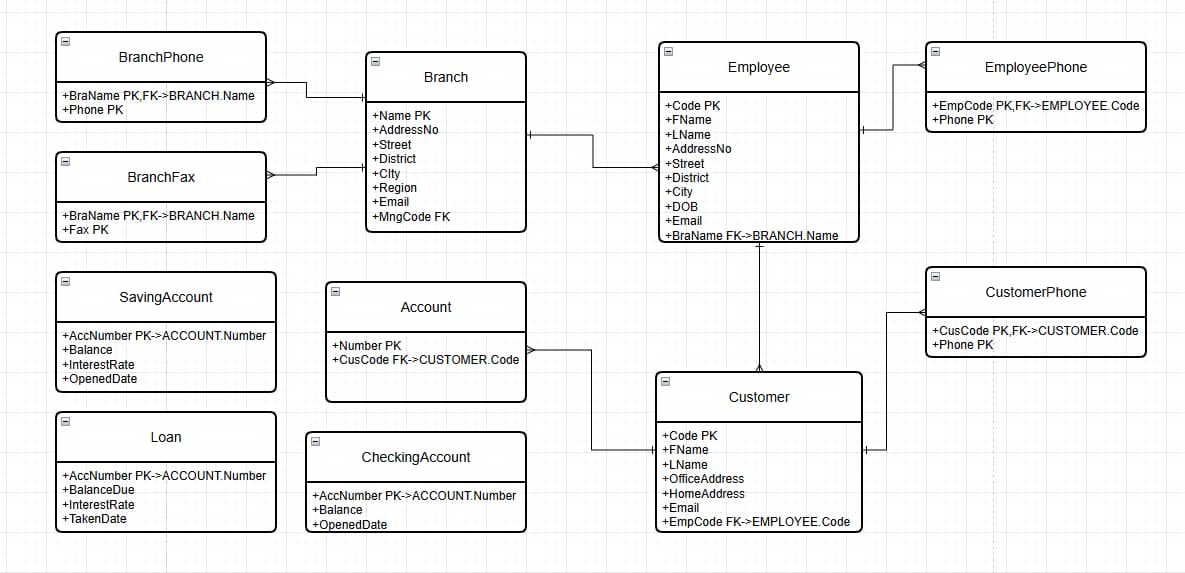 BranchPhone
+BraName PK,FK->BRANCH.Name
+Phone PK
BranchFax
+BraName PK,FK->BRANCH.Name
+Fax PK
SavingAccount
+AccNumber PK->ACCOUNT.Number
+Balance
+InterestRate
+OpenedDate
Loan
+AccNumber PK->ACCOUNT.Number
+BalanceDue
+InterestRate
+TakenDate
Branch
+Name PK
+AddressNo
+Street
+District
+CIty
+Region
+Email
+MngCode FK
Account
+Number PK
+CusCode FK->CUSTOMER.Code
CheckingAccount
+AccNumber PK->ACCOUNT.Number
+Balance
+OpenedDate
Employee
+Code PK
+FName
+LName
+AddressNo
+Street
+District
+City
+DOB
+Email
+BraName FK->BRANCH.Name
Customer
+Code PK
+FName
+LName
+OfficeAddress
+HomeAddress
+Email
+EmpCode FK->EMPLOYEE.Code
EmployeePhone
+EmpCode PK,FK->EMPLOYEE.Code
+Phone PK
CustomerPhone
+CusCode PK,FK->CUSTOMER.Code
+Phone PK